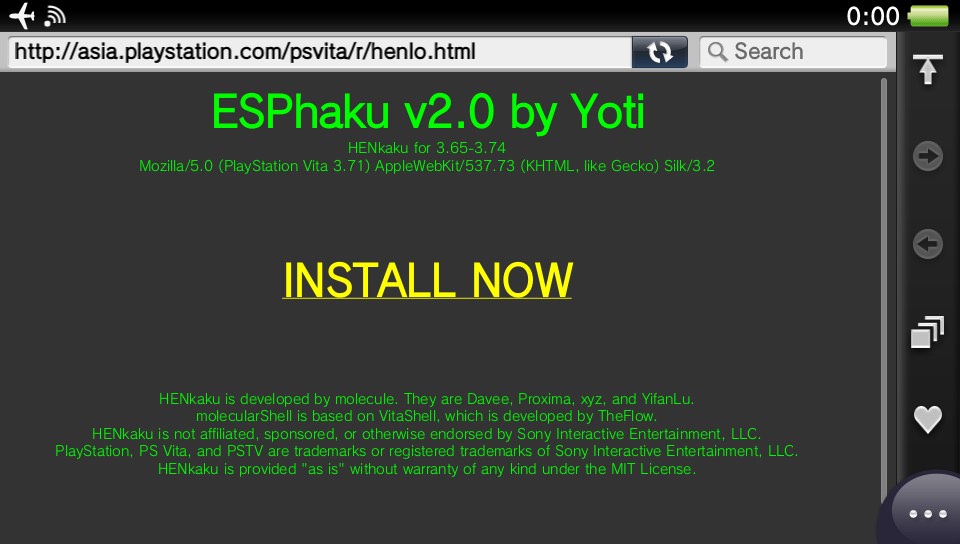 0:00
http://asia.playstation.com/psvita/r/henlo.html
Search
ESPhaku v2.0 by Yoti
HENkaku for 3.65-3.74
Mozilla/5.0 (PlayStation Vita 3.71) AppleWebKit/537.73 (KHTML, like Gecko) Silk/3.2
INSTALL NOW
HENkaku is developed by molecule. They are Davee, Proxima, xyz, and YifanLu.
molecularShell is based on VitaShell, which is developed by TheFlow.
HENkaku is not affiliated, sponsored, or otherwise endorsed by Sony Interactive Entertainment, LLC.
PlayStation, PS Vita, and PSTV are trademarks or registered trademarks of Sony Interactive Entertainment, LLC.
HENkaku is provided "as is" without warranty of any kind under the MIT License.